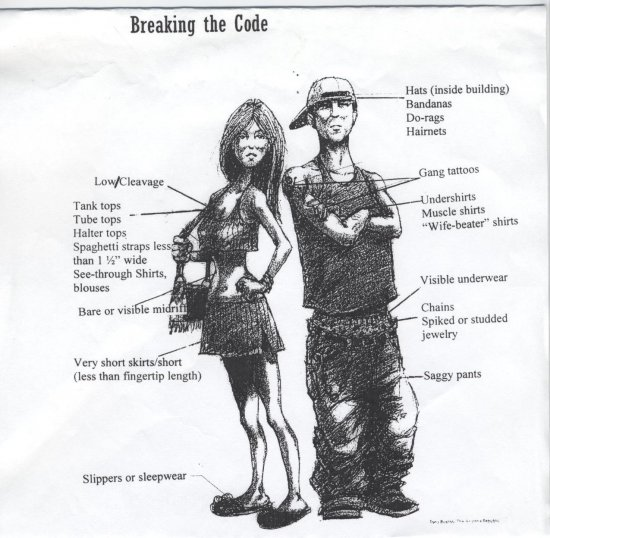 Breaking the Code
Hats (inside building)
Bandanas
Do-rags
Hairnets
Gang tattoos
Undershirts
Muscle shirts
"Wife-beater" shirts
Visible underwear
Chains
Spiked or studded
jewelry
Saggy pants
Low/Cleavage
Tank tops
Tube tops
Halter tops
Spaghetti straps less
than 1 ½" wide
See-through Shirts,
blouses
Bare or visible midriff
Very short skirts/short
(less than fingertip length)
Slippers or sleepwear
The Arizona Republic